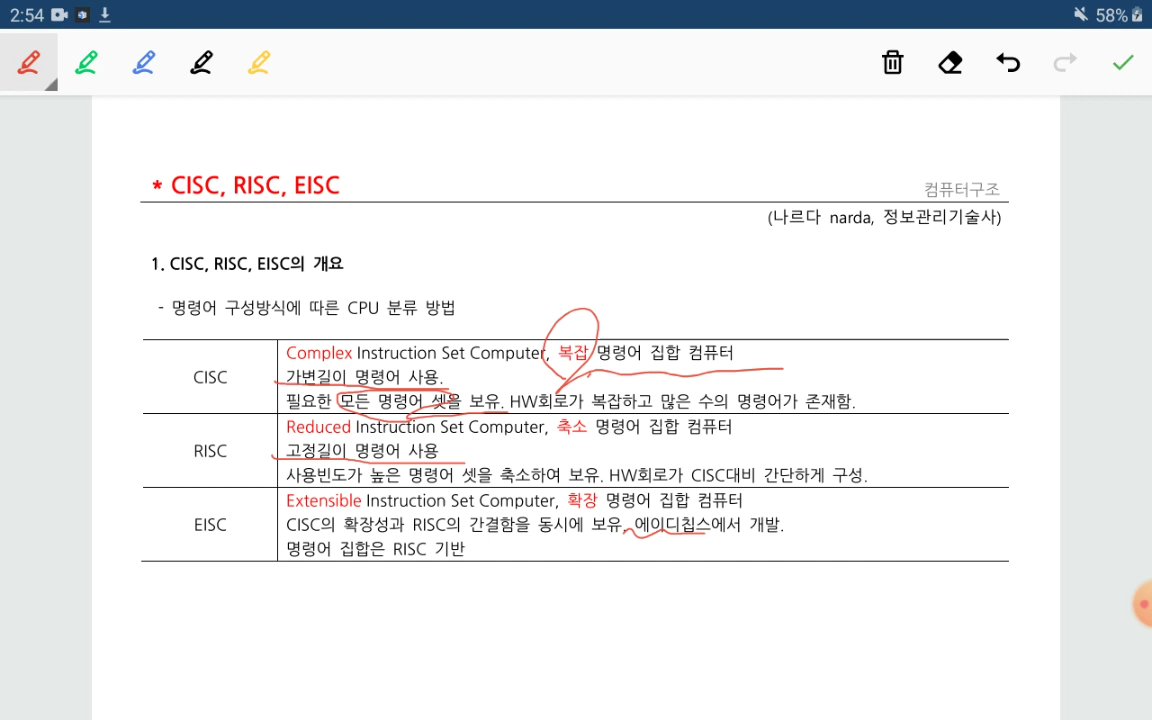 2:54
58%
* CISC, RISC, EISC
컴퓨터구조
(나르다 narda, 정보관리기술사)
1. CISC, RISC, EISC의 개요
- 명령어 구성방식에 따른 CPU 분류 방법
CISC
Complex Instruction Set Computer, 복잡 명령어 집합 컴퓨터
가변길이 명령어 사용.
필요한 모든 명령어 셋을 보유. HW회로가 복잡하고 많은 수의 명령어가 존재함.
RISC
Reduced Instruction Set Computer, 축소 명령어 집합 컴퓨터
고정길이 명령어 사용
사용빈도가 높은 명령어 셋을 축소하여 보유. HW회로가 CISC대비 간단하게 구성.
EISC
Extensible Instruction Set Computer, 확장 명령어 집합 컴퓨터
CISC의 확장성과 RISC의 간결함을 동시에 보유, 에이디칩스에서 개발.
명령어 집합은 RISC 기반